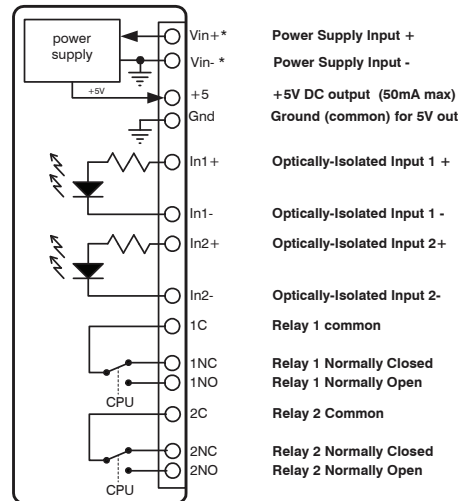 power
supply
Vin+* Power Supply Input +
Vin- * Power Supply Input -
+5V
+5 +5V DC output (50mA max)
Gnd Ground (common) for 5V out
In1+ Optically-Isolated Input 1 +
In1- Optically-Isolated Input 1 -
In2+ Optically-Isolated Input 2+
In2- Optically-Isolated Input 2-
1C Relay 1 common
1NC Relay 1 Normally Closed
1NO Relay 1 Normally Open
CPU
2C Relay 2 Common
2NC Relay 2 Normally Closed
2NO Relay 2 Normally Open
CPU